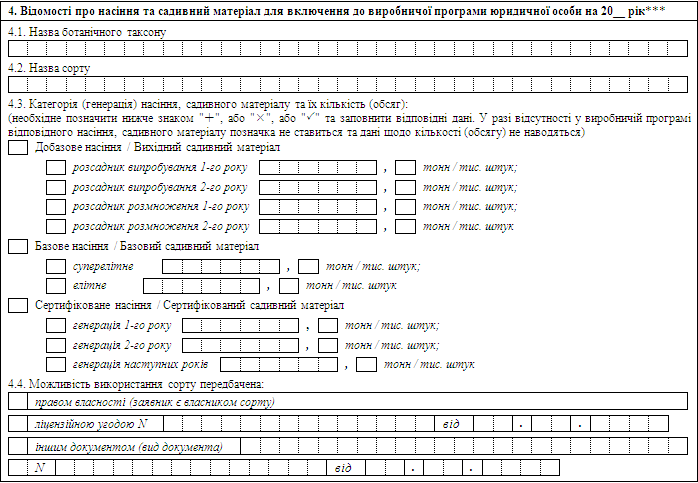 4. Відомості про насіння та садивний матеріал для включення до виробничої програми юридичної особи на 20__ рік***
4.1. Назва ботанічного таксону
4.2. Назва сорту
4.3. Категорія (генерація) насіння, садивного матеріалу та їх кількість (обсяг):
(необхідне позначити нижче знаком "+", або "×", або "✓" та заповнити відповідні дані. У разі відсутності у виробничій програмі
відповідного насіння, садивного матеріалу позначка не ставиться та дані щодо кількості (обсягу) не наводяться)
Добазове насіння / Вихідний садивний матеріал
розсадник випробування 1-го року , тонн / тис. штук;
розсадник випробування 2-го року , тонн / тис. штук;
розсадник розмноження 1-го року , тонн / тис. штук;
розсадник розмноження 2-го року , тонн / тис. штук
Базове насіння / Базовий садивний матеріал
суперелітне , тонн / тис. штук;
елітне , тонн / тис. штук
Сертифіковане насіння / Сертифікований садивний матеріал
генерація 1-го року , тонн / тис. штук;
генерація 2-го року , тонн / тис. штук;
генерація наступних років , тонн / тис. штук
4.4. Можливість використання сорту передбачена:
правом власності (заявник є власником сорту)
ліцензійною угодою N від . .
іншим документом (вид документа)
N від . .